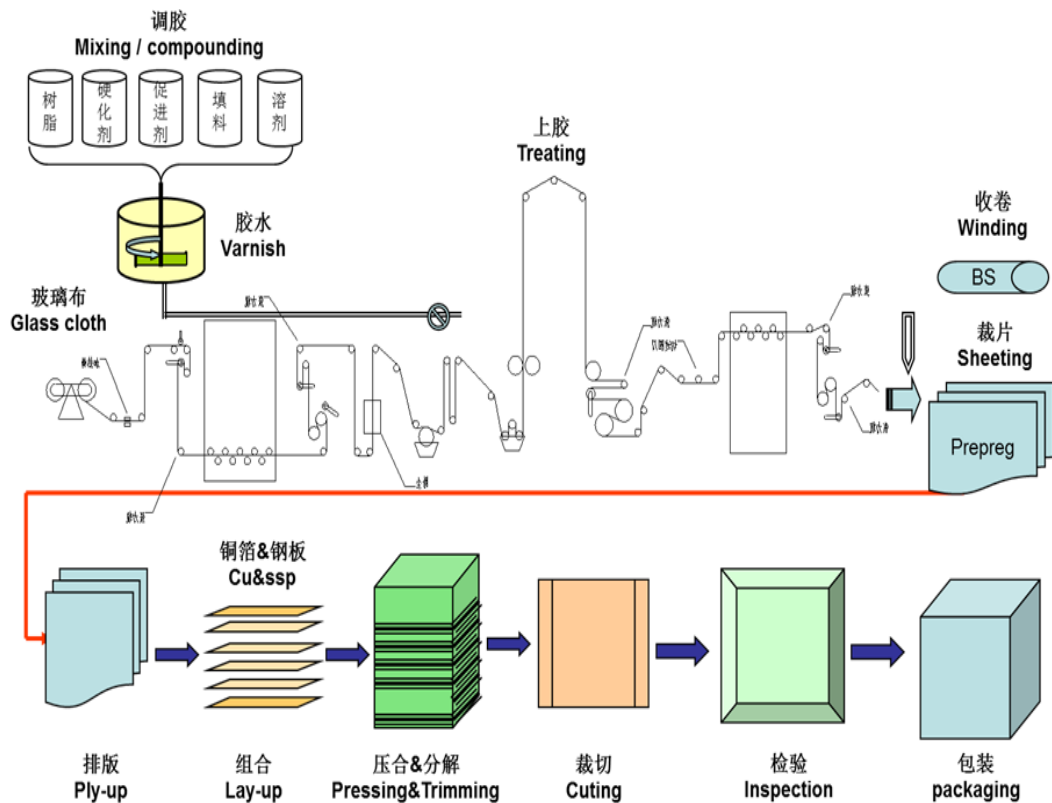 调胶
Mixing / compounding
树脂
硬化剂
促进剂
填料
溶剂
上胶
Treating
胶水
Varnish
收卷
Winding
BS
玻璃布
Glass cloth
裁片
Sheeting
Prepreg
铜箔&钢板
Cu&ssp
排版
Ply-up
组合
Lay-up
压合&分解
Pressing&Trimming
裁切
Cuting
检验
Inspection
包装
packaging